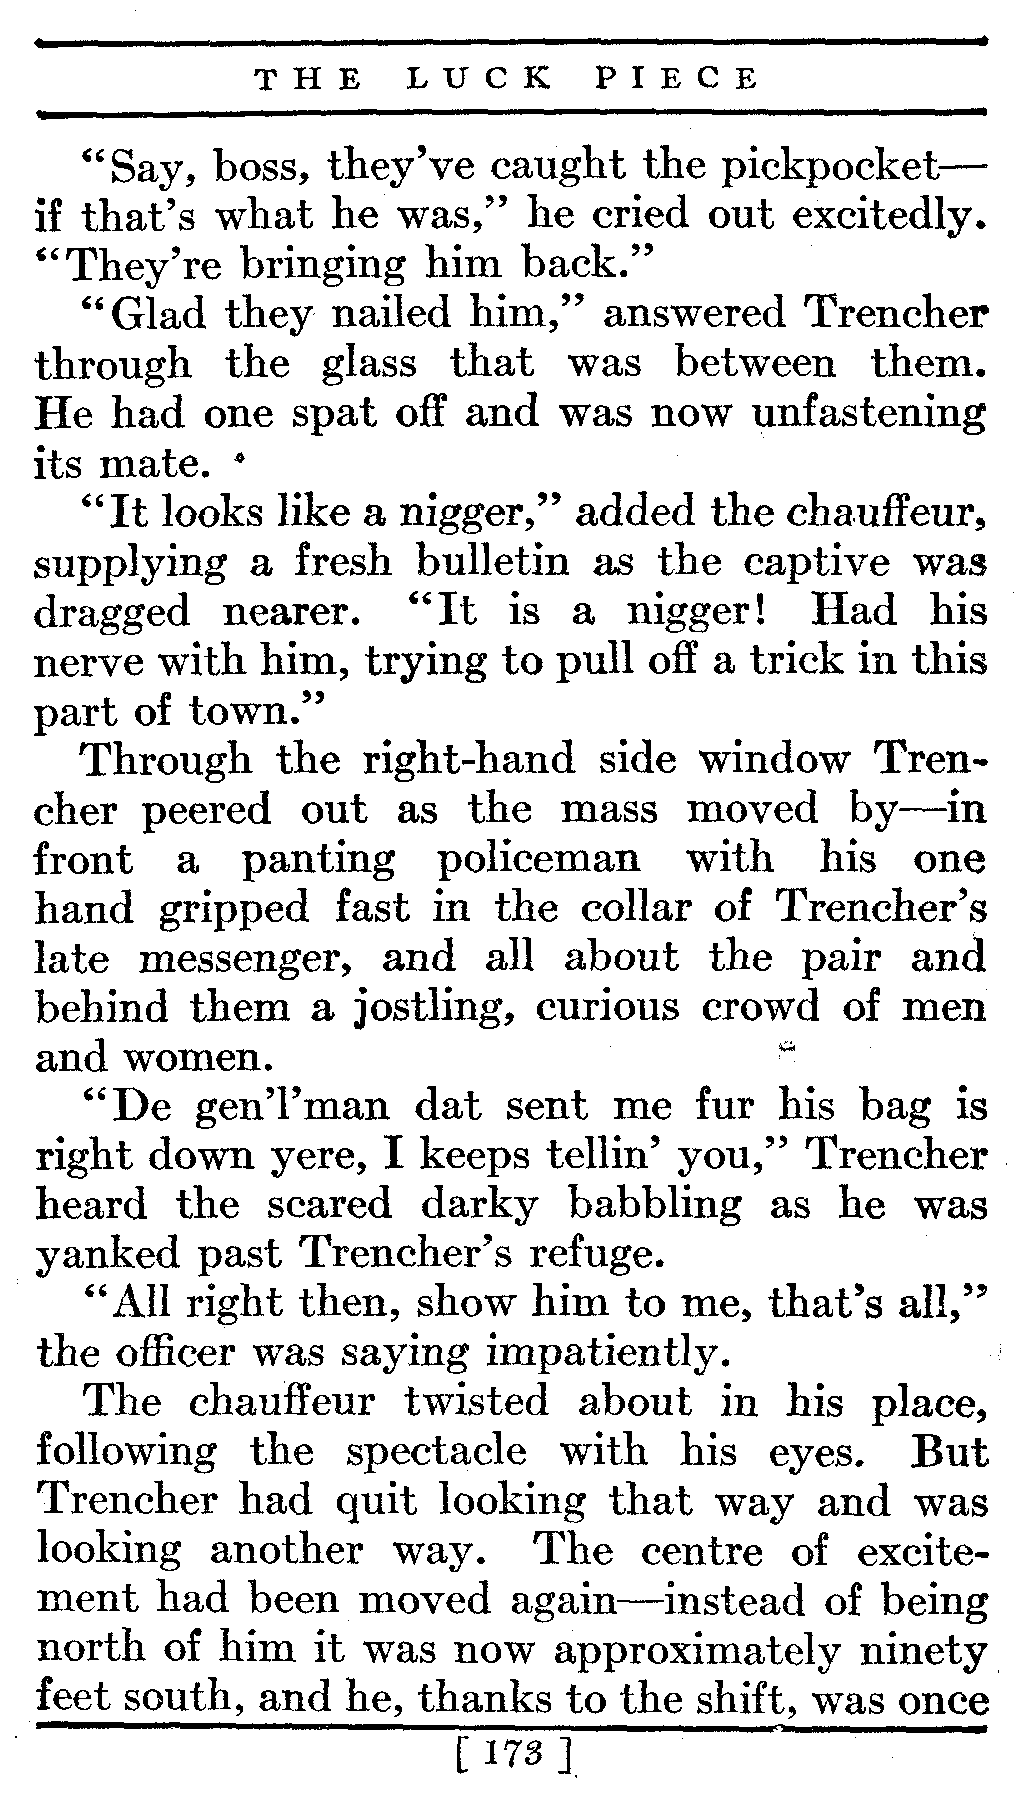 THE LUCK PIECE
“Say, boss, they’ve caught the pickpocket—
if that’s what he was,” he cried out excitedly.
“They’re bringing him back.”
“Glad they nailed him,” answered Trencher
through the glass that was between them.
He had one spat off and was now unfastening
its mate.
“It looks like a nigger,” added the chauffeur,
supplying a fresh bulletin as the captive was
dragged nearer. “It is a nigger! Had his
nerve with him, trying to pull off a trick in this
part of town.”
Through the right-hand side window Tren-
cher peered out as the mass moved by—in
front a panting policeman with his one
hand gripped fast in the collar of Trencher’s
late messenger, and all about the pair and
behind them a jostling, curious crowd of men
and women.
“De gen’l’man dat sent me fur his bag is
right down yere, I keeps tellin’ you,” Trencher
heard the scared darky babbling as he was
yanked past Trencher’s refuge.
“All right then, show him to me, that’s all,”
the officer was saying impatiently.
The chauffeur twisted about in his place,
following the spectacle with his eyes. But
Trencher had quit looking that way and was
looking another way. The centre of excite-
ment had been moved again—instead of being
north of him it was now approximately ninety
feet south, and he, thanks to the shift, was once
[ 173 ]